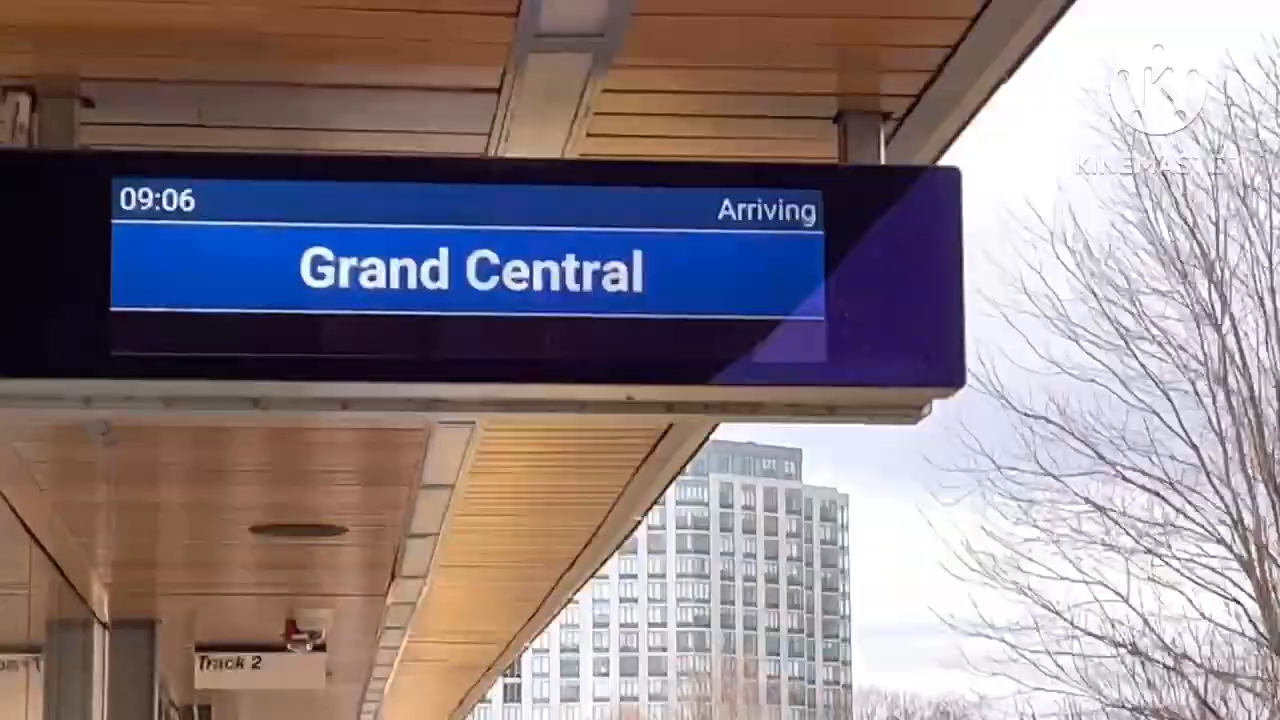 09:06
Arriving
Grand Central
Track 2
K
KINEMASTER